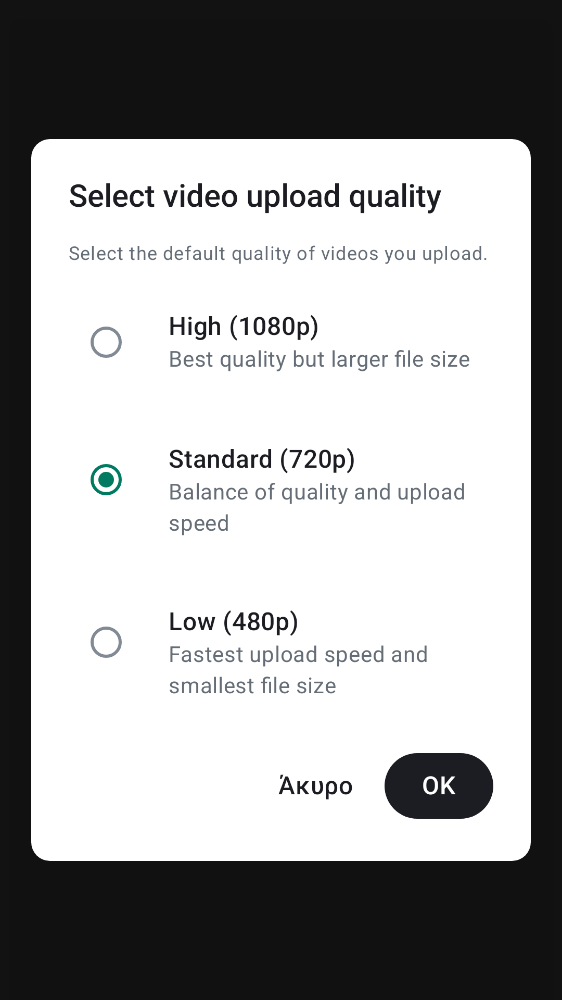 Select video upload quality
Select the default quality of videos you upload.
High (1080p)
Best quality but larger file size
Standard (720p)
Balance of quality and upload
speed
Low (480p)
Fastest upload speed and
smallest file size
Άκυρο
OK